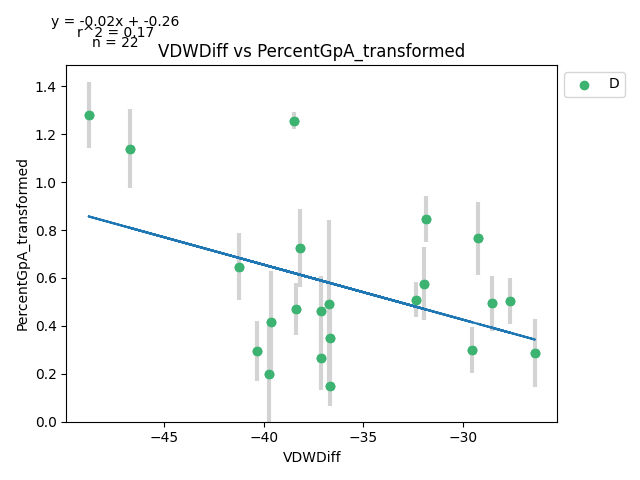 y = -0.02x + -0.26
r^2 = 0.17
n = 22
VDWDiff vs PercentGpA_transformed
D
PercentGpA_transformed
1.4
1.2
1.0
0.8
0.6
0.4
0.2
0.0
−45
−40
−35
−30
VDWDiff